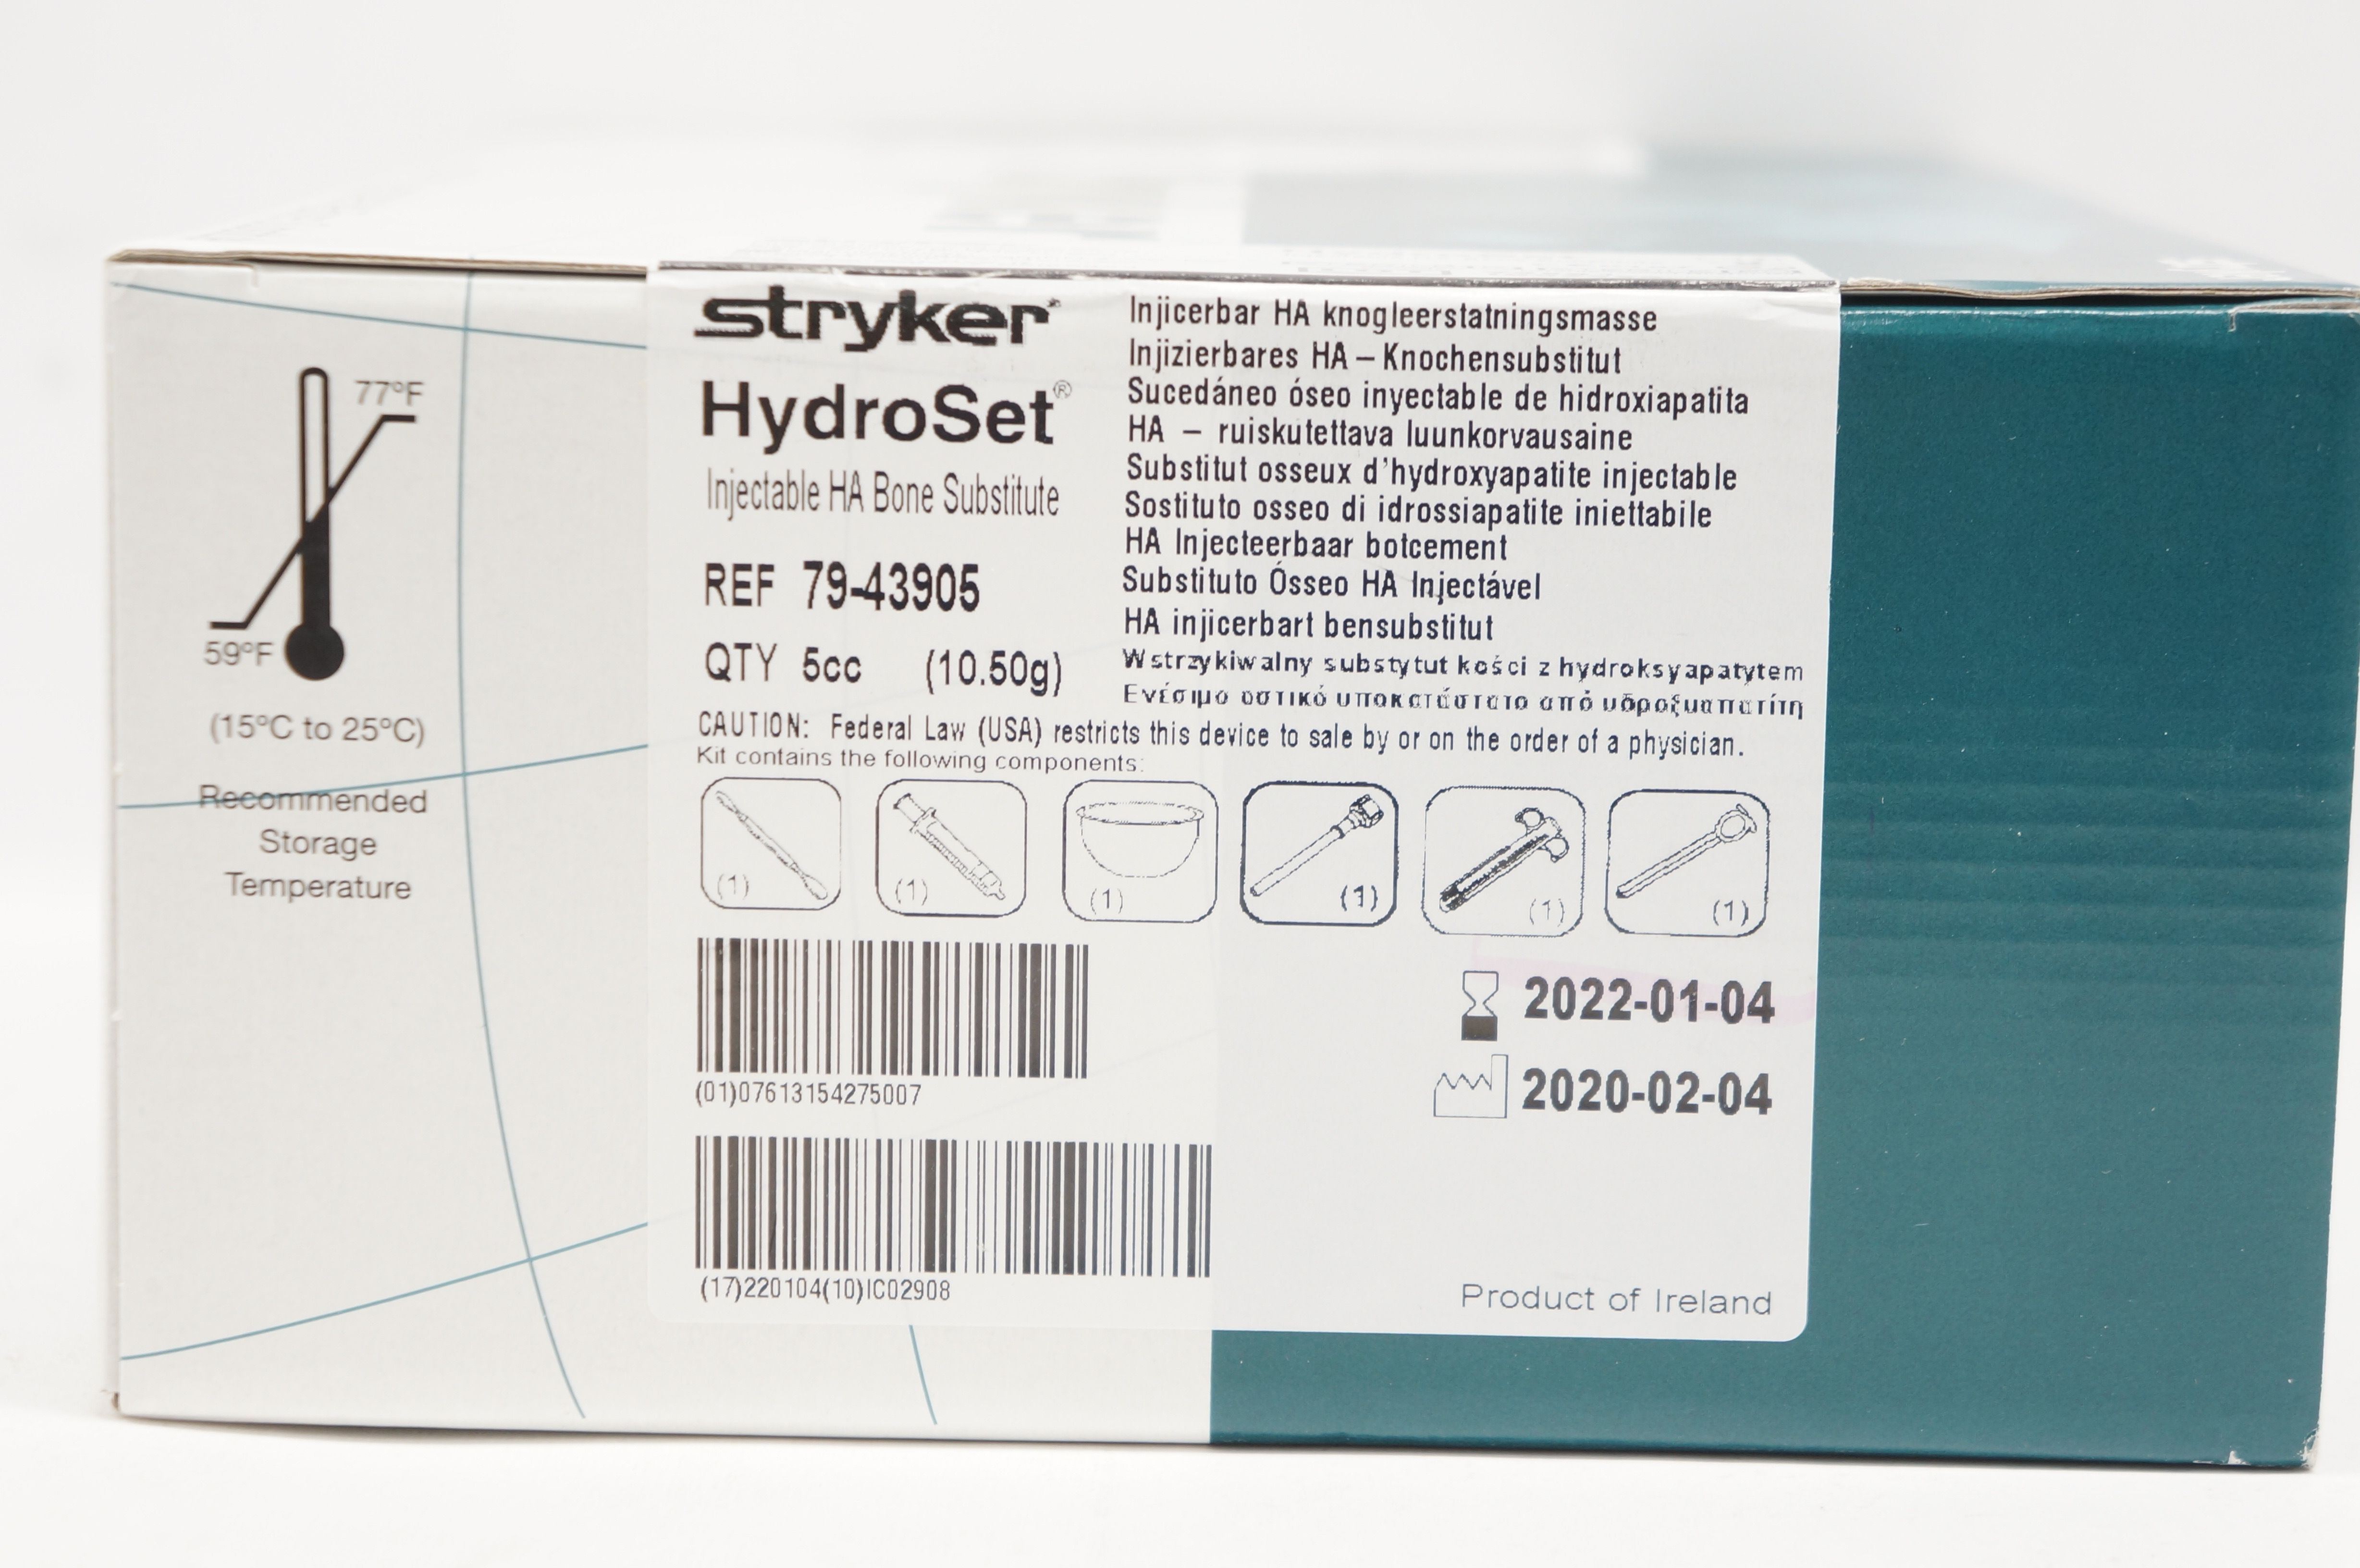 77°F
59°F
(15°C to 25°C)
Recommended
Storage
Temperature
stryker
HydroSet®
Injectable HA Bone Substitute
REF 79-43905
QTY 5cc (10.50g)
Injicerbar HA knogleerstatningsmasse
Injizierbares HA – Knochensubstitut
Sucedáneo óseo inyectable de hidroxiapatita
HA – ruiskutettava luunkorvausaine
Substitut osseux d'hydroxyapatite injectable
Sostituto osseo di idrossiapatite iniettabile
HA Injecteerbaar botcement
Substituto Ósseo HA Injectável
HA injicerbart bensubstitut
Wstrzykiwalny substytut kości z hydroksyapatytem
Ενέσιμο οστικό υποκατάστατο από υδροξυαπατίτη
CAUTION: Federal Law (USA) restricts this device to sale by or on the order of a physician.
Kit contains the following components:
(1) (1) (1) (1) (1) (1)
2022-01-04
2020-02-04
(01)07613154275007
(17)220104(10)IC02908
Product of Ireland